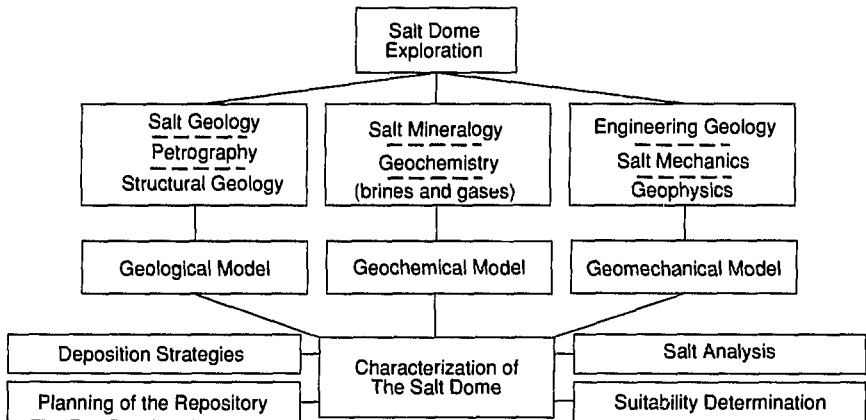 Salt Dome
Exploration
Salt Geology
Petrography
Structural Geology
Salt Mineralogy
Geochemistry
(brines and gases)
Engineering Geology
Salt Mechanics
Geophysics
Geological Model
Geochemical Model
Geomechanical Model
Deposition Strategies
Planning of the Repository
Characterization of
The Salt Dome
Salt Analysis
Suitability Determination